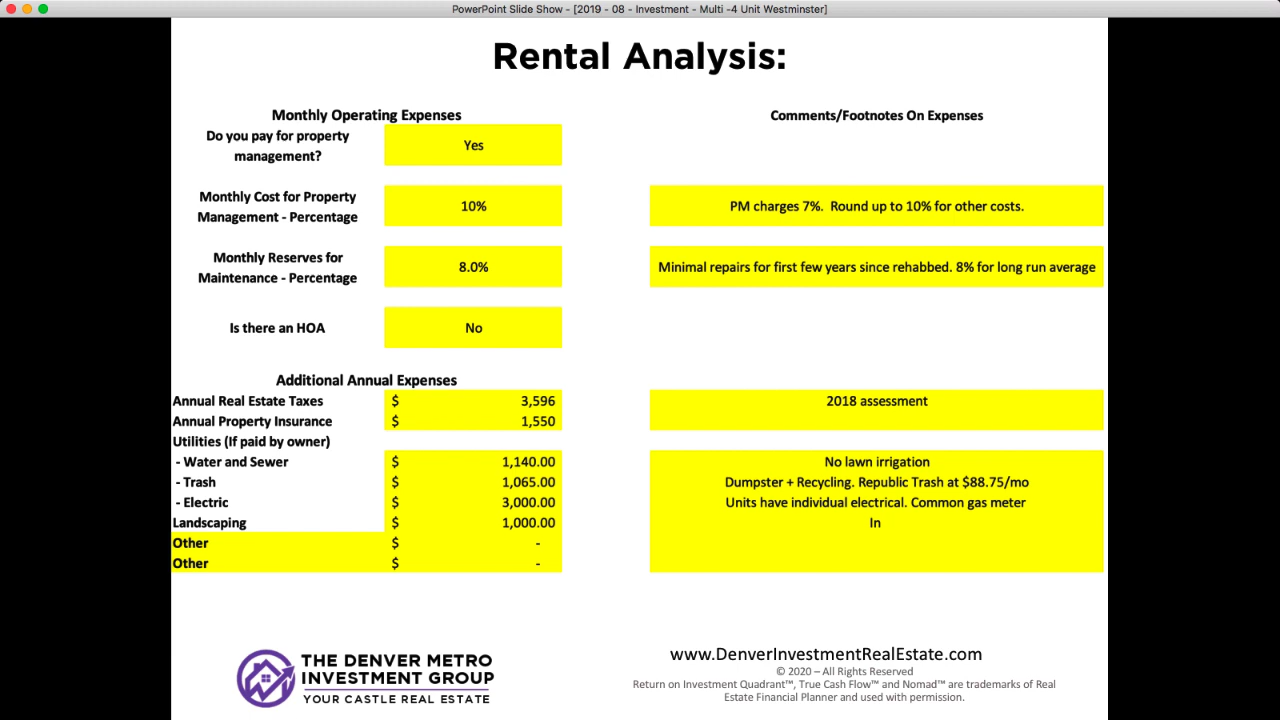 PowerPoint Slide Show - [2019 - 08 - Investment - Multi -4 Unit Westminster]
Rental Analysis:
Monthly Operating Expenses
Comments/Footnotes On Expenses
Do you pay for property
management?
Yes
Monthly Cost for Property
Management - Percentage
10%
PM charges 7%.  Round up to 10% for other costs.
Monthly Reserves for
Maintenance - Percentage
8.0%
Minimal repairs for first few years since rehabbed. 8% for long run average
Is there an HOA
No
Additional Annual Expenses
Annual Real Estate Taxes $ 3,596 2018 assessment
Annual Property Insurance $ 1,550
Utilities (If paid by owner)
- Water and Sewer $ 1,140.00 No lawn irrigation
- Trash $ 1,065.00 Dumpster + Recycling. Republic Trash at $88.75/mo
- Electric $ 3,000.00 Units have individual electrical. Common gas meter
Landscaping $ 1,000.00 In
Other $ -
Other $ -
THE DENVER METRO
INVESTMENT GROUP
YOUR CASTLE REAL ESTATE
www.DenverInvestmentRealEstate.com
© 2020 – All Rights Reserved
Return on Investment Quadrant™, True Cash Flow™ and Nomad™ are trademarks of Real
Estate Financial Planner and used with permission.